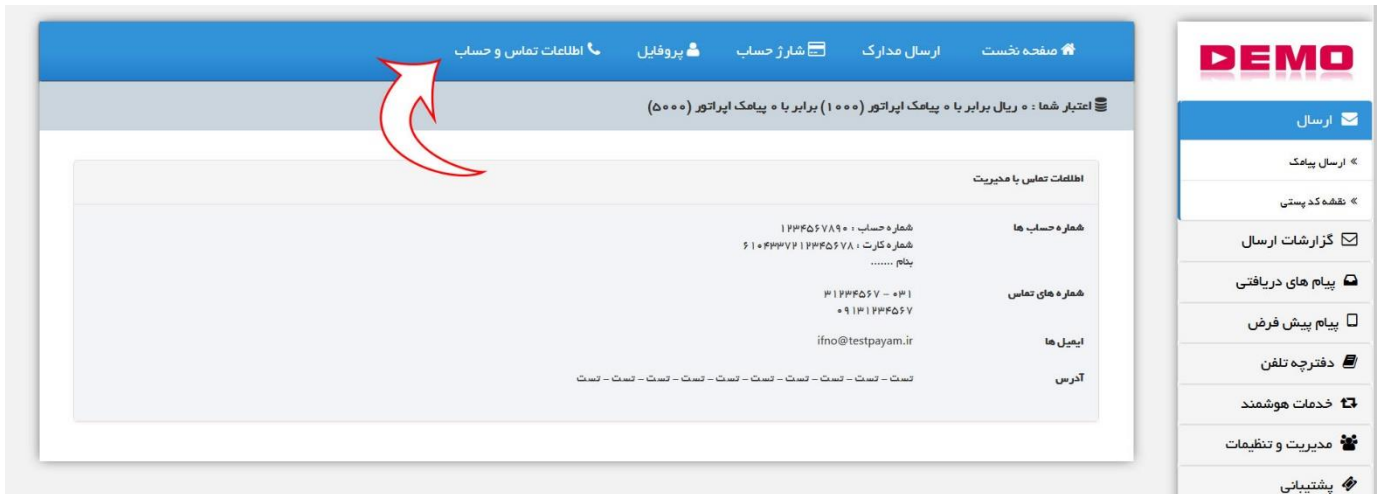 صفحه نخست
ارسال مدارک
شارژ حساب
پروفایل
اطلاعات تماس و حساب
DEMO
اعتبار شما : ۰ ریال برابر با ۰ پیامک اپراتور (۱۰۰۰) برابر با ۰ پیامک اپراتور (۵۰۰۰)
ارسال
» ارسال پیامک
» نقشه کد پستی
گزارشات ارسال
پیام های دریافتی
پیام پیش فرض
دفترچه تلفن
خدمات هوشمند
مدیریت و تنظیمات
پشتیبانی
اطلاعات تماس با مدیریت
شماره حساب ها
شماره حساب : ۱۲۳۴۵۶۷۸۹۰
شماره کارت : ۶۱۰۴۳۳۷۲۱۲۳۴۵۶۷۸
بنام .......
شماره های تماس
۰۳۱ – ۳۱۲۳۴۵۶۷
۰۹۱۳۱۲۳۴۵۶۷
ایمیل ها
ifno@testpayam.ir
آدرس
تست – تست – تست – تست – تست – تست – تست – تست – تست – تست